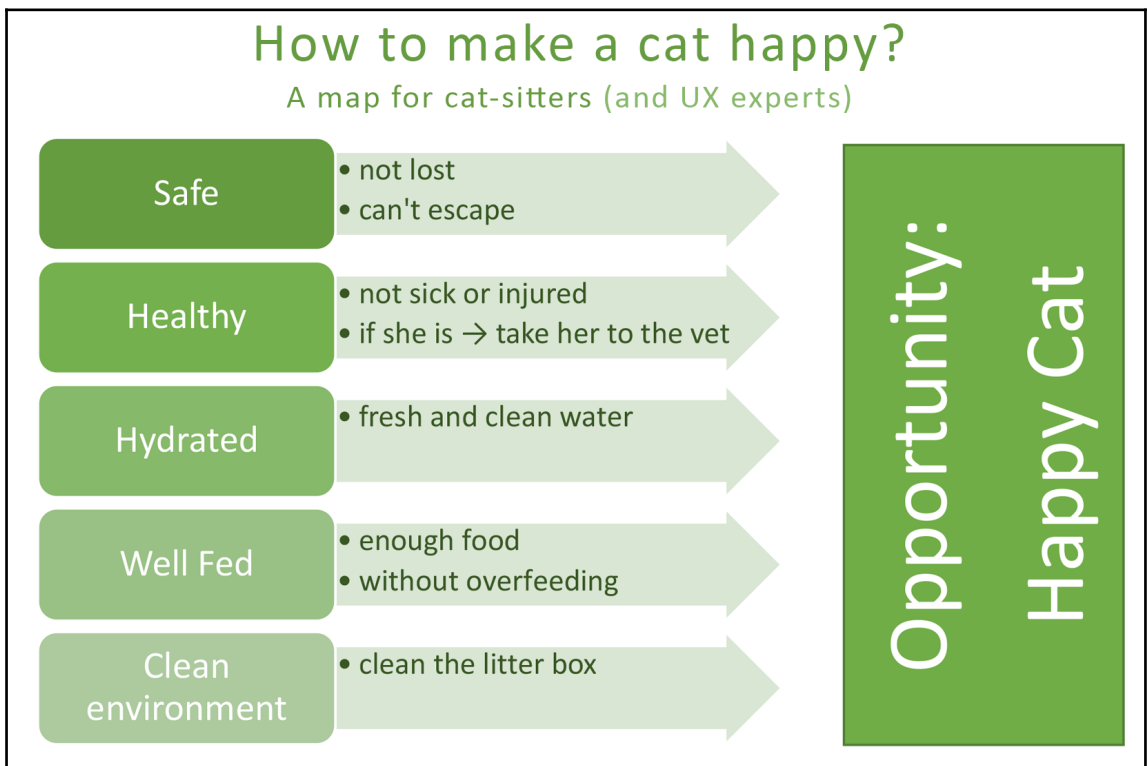 How to make a cat happy?
A map for cat-sitters (and UX experts)
Safe
• not lost
• can't escape
Healthy
• not sick or injured
• if she is → take her to the vet
Hydrated
• fresh and clean water
Well Fed
• enough food
• without overfeeding
Clean
environment
• clean the litter box
Opportunity:
Happy Cat